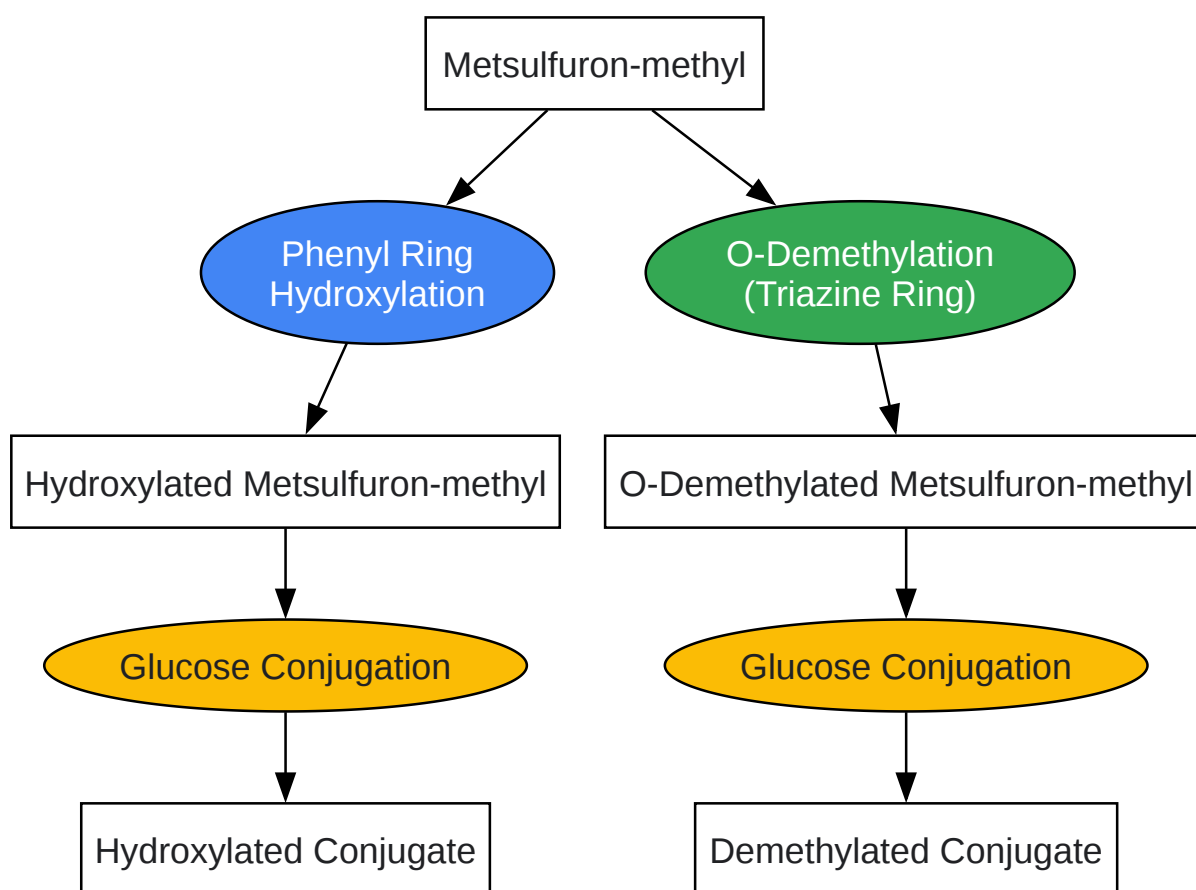 Metsulfuron-methyl
Phenyl Ring
Hydroxylation
O-Demethylation
(Triazine Ring)
Hydroxylated Metsulfuron-methyl
O-Demethylated Metsulfuron-methyl
Glucose Conjugation
Glucose Conjugation
Hydroxylated Conjugate
Demethylated Conjugate